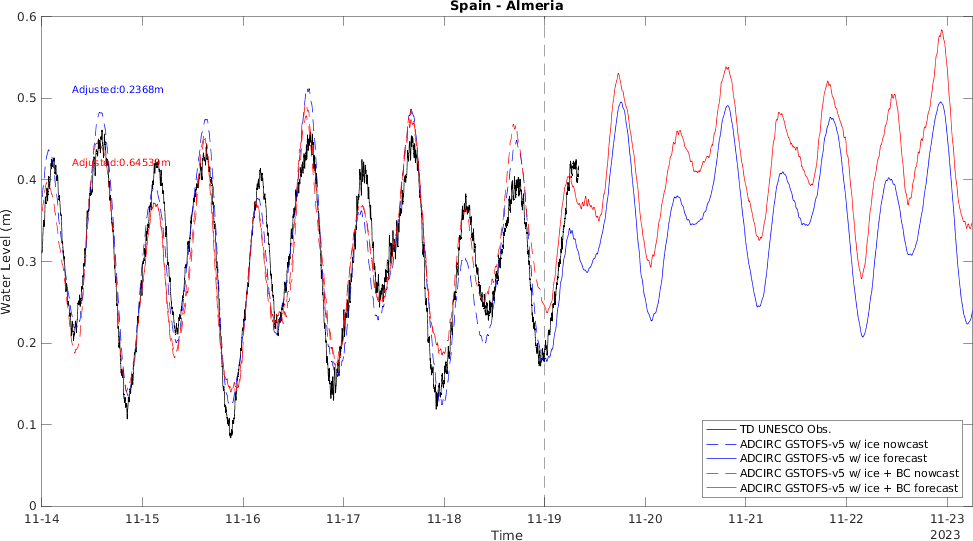 Spain - Almeria
0.6
0.5
0.4
0.3
0.2
0.1
0
Water Level (m)
Adjusted:0.2368m
TD UNESCO Obs.
ADCIRC GSTOFS-v5 w/ ice nowcast
ADCIRC GSTOFS-v5 w/ ice forecast
ADCIRC GSTOFS-v5 w/ ice + BC nowcast
ADCIRC GSTOFS-v5 w/ ice + BC forecast
11-14 11-15 11-16 11-17 11-18 11-19 11-20 11-21 11-22 11-23
2023
Time